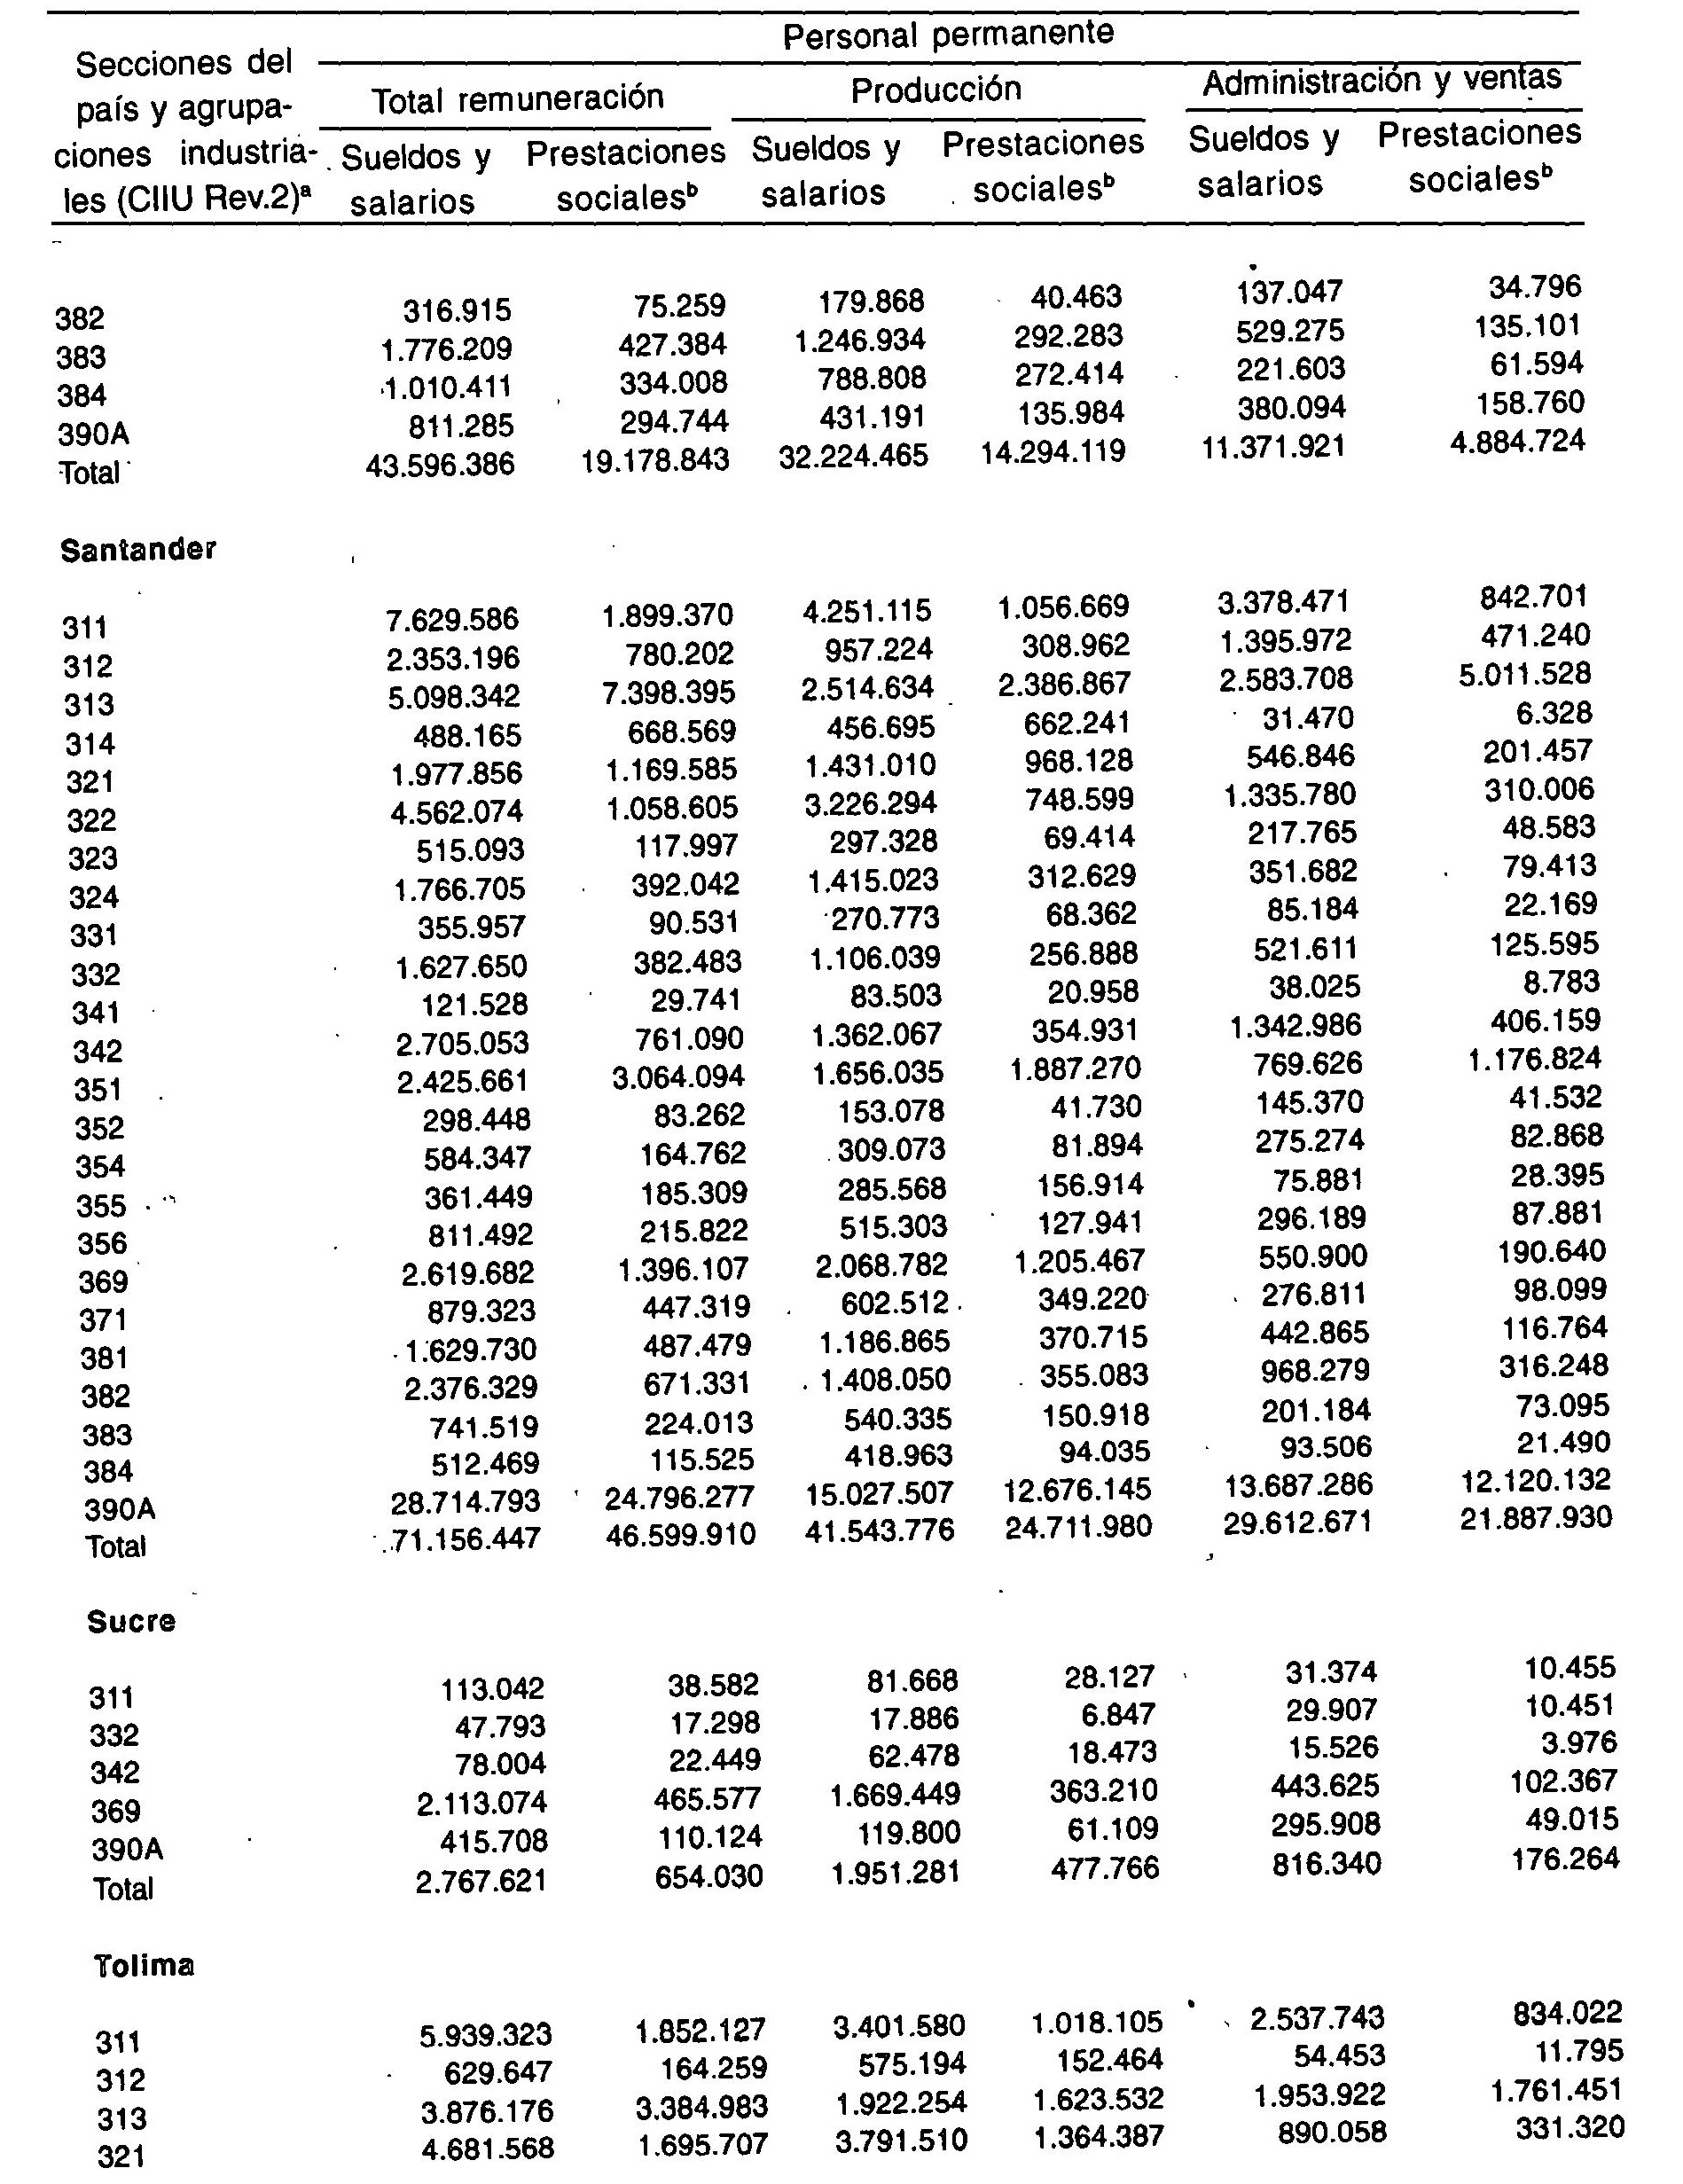 Personal permanente
Secciones del país y agrupaciones industriales (CIIU Rev.2)ª
Total remuneración Producción Administración y ventas
Sueldos y salarios Prestaciones socialesᵇ Sueldos y salarios Prestaciones socialesᵇ Sueldos y salarios Prestaciones socialesᵇ
382 316.915 75.259 179.868 40.463 137.047 34.796
383 1.776.209 427.384 1.246.934 292.283 529.275 135.101
384 1.010.411 334.008 788.808 272.414 221.603 61.594
390A 811.285 294.744 431.191 135.984 380.094 158.760
Total 43.596.386 19.178.843 32.224.465 14.294.119 11.371.921 4.884.724
Santander
311 7.629.586 1.899.370 4.251.115 1.056.669 3.378.471 842.701
312 2.353.196 780.202 957.224 308.962 1.395.972 471.240
313 5.098.342 7.398.395 2.514.634 2.386.867 2.583.708 5.011.528
314 488.165 668.569 456.695 662.241 31.470 6.328
321 1.977.856 1.169.585 1.431.010 968.128 546.846 201.457
322 4.562.074 1.058.605 3.226.294 748.599 1.335.780 310.006
323 515.093 117.997 297.328 69.414 217.765 48.583
324 1.766.705 392.042 1.415.023 312.629 351.682 79.413
331 355.957 90.531 270.773 68.362 85.184 22.169
332 1.627.650 382.483 1.106.039 256.888 521.611 125.595
341 121.528 29.741 83.503 20.958 38.025 8.783
342 2.705.053 761.090 1.362.067 354.931 1.342.986 406.159
351 2.425.661 3.064.094 1.656.035 1.887.270 769.626 1.176.824
352 298.448 83.262 153.078 41.730 145.370 41.532
354 584.347 164.762 309.073 81.894 275.274 82.868
355 361.449 185.309 285.568 156.914 75.881 28.395
356 811.492 215.822 515.303 127.941 296.189 87.881
369 2.619.682 1.396.107 2.068.782 1.205.467 550.900 190.640
371 879.323 447.319 602.512 349.220 276.811 98.099
381 1.629.730 487.479 1.186.865 370.715 442.865 116.764
382 2.376.329 671.331 1.408.050 355.083 968.279 316.248
383 741.519 224.013 540.335 150.918 201.184 73.095
384 512.469 115.525 418.963 94.035 93.506 21.490
390A 28.714.793 24.796.277 15.027.507 12.676.145 13.687.286 12.120.132
Total 71.156.447 46.599.910 41.543.776 24.711.980 29.612.671 21.887.930
Sucre
311 113.042 38.582 81.668 28.127 31.374 10.455
332 47.793 17.298 17.886 6.847 29.907 10.451
342 78.004 22.449 62.478 18.473 15.526 3.976
369 2.113.074 465.577 1.669.449 363.210 443.625 102.367
390A 415.708 110.124 119.800 61.109 295.908 49.015
Total 2.767.621 654.030 1.951.281 477.766 816.340 176.264
Tolima
311 5.939.323 1.852.127 3.401.580 1.018.105 2.537.743 834.022
312 629.647 164.259 575.194 152.464 54.453 11.795
313 3.876.176 3.384.983 1.922.254 1.623.532 1.953.922 1.761.451
321 4.681.568 1.695.707 3.791.510 1.364.387 890.058 331.320